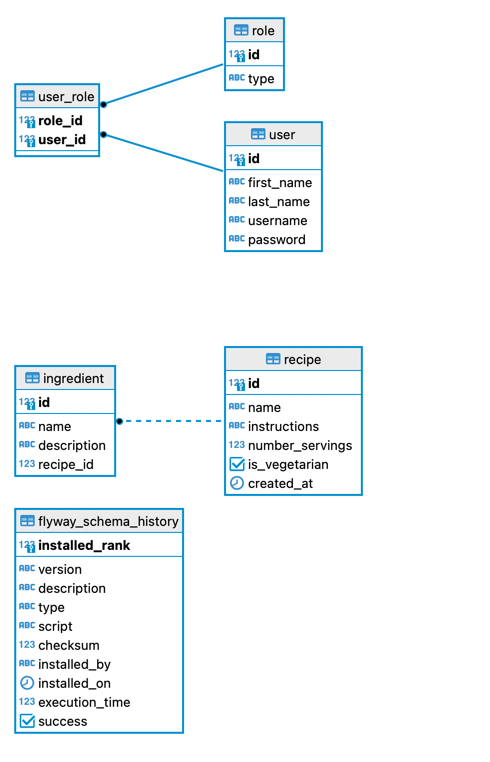 role
123 id
ABC type
user_role
123 role_id
123 user_id
user
123 id
ABC first_name
ABC last_name
ABC username
ABC password
ingredient
123 id
ABC name
ABC description
123 recipe_id
recipe
123 id
ABC name
ABC instructions
123 number_servings
is_vegetarian
created_at
flyway_schema_history
123 installed_rank
ABC version
ABC description
ABC type
ABC script
123 checksum
ABC installed_by
installed_on
123 execution_time
success